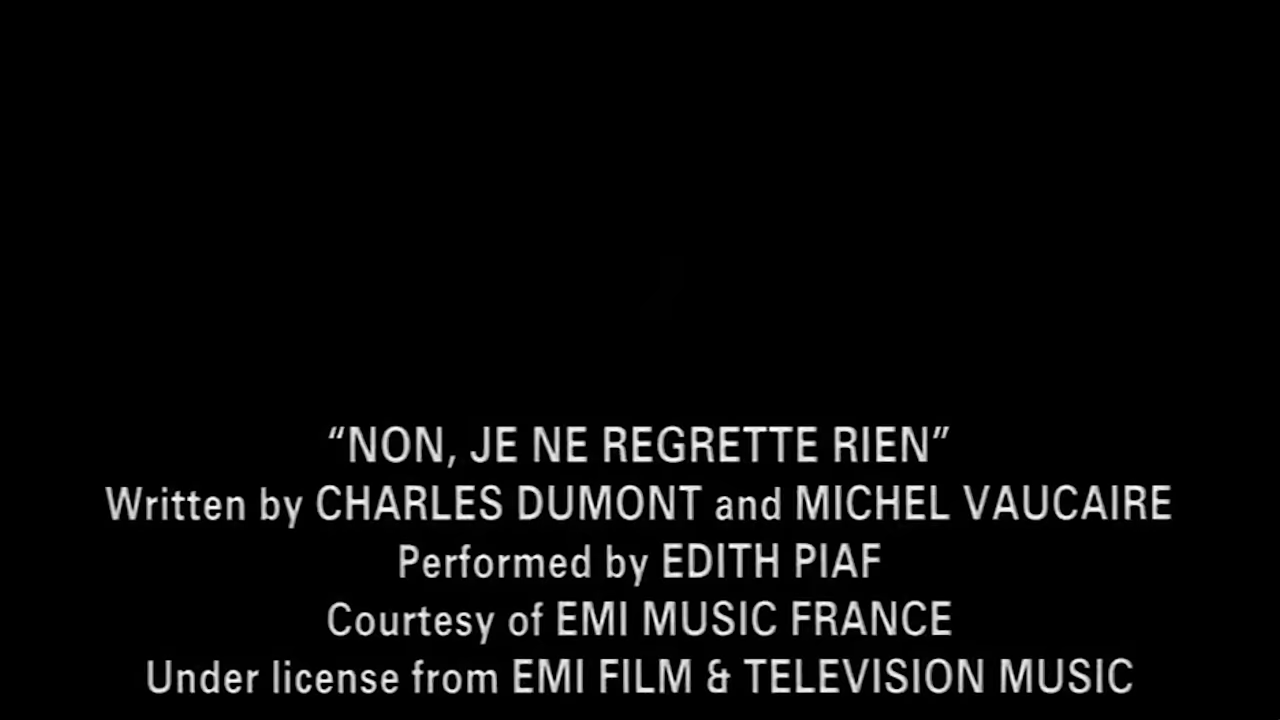 “NON, JE NE REGRETTE RIEN”
Written by CHARLES DUMONT and MICHEL VAUCAIRE
Performed by EDITH PIAF
Courtesy of EMI MUSIC FRANCE
Under license from EMI FILM & TELEVISION MUSIC